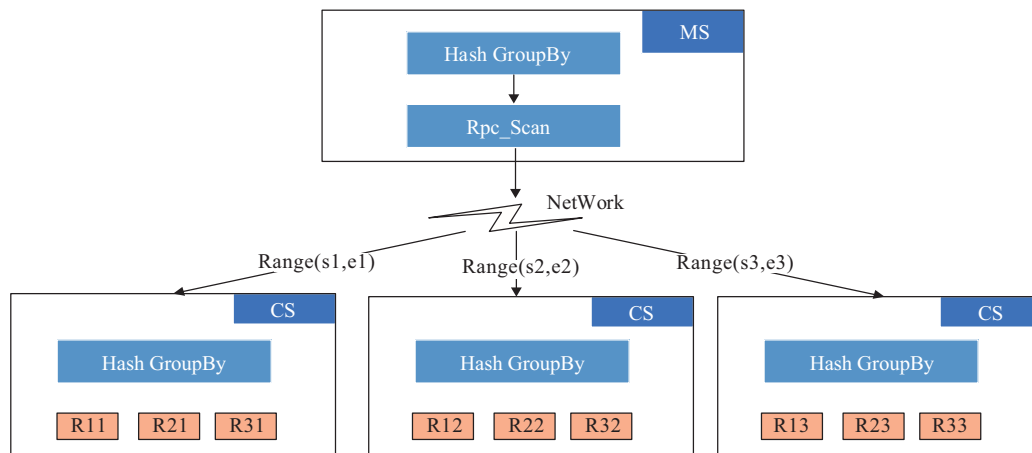 MS
Hash GroupBy
Rpc_Scan
NetWork
Range(s1,e1)
Range(s2,e2)
Range(s3,e3)
CS
CS
CS
Hash GroupBy
Hash GroupBy
Hash GroupBy
R11 R21 R31
R12 R22 R32
R13 R23 R33